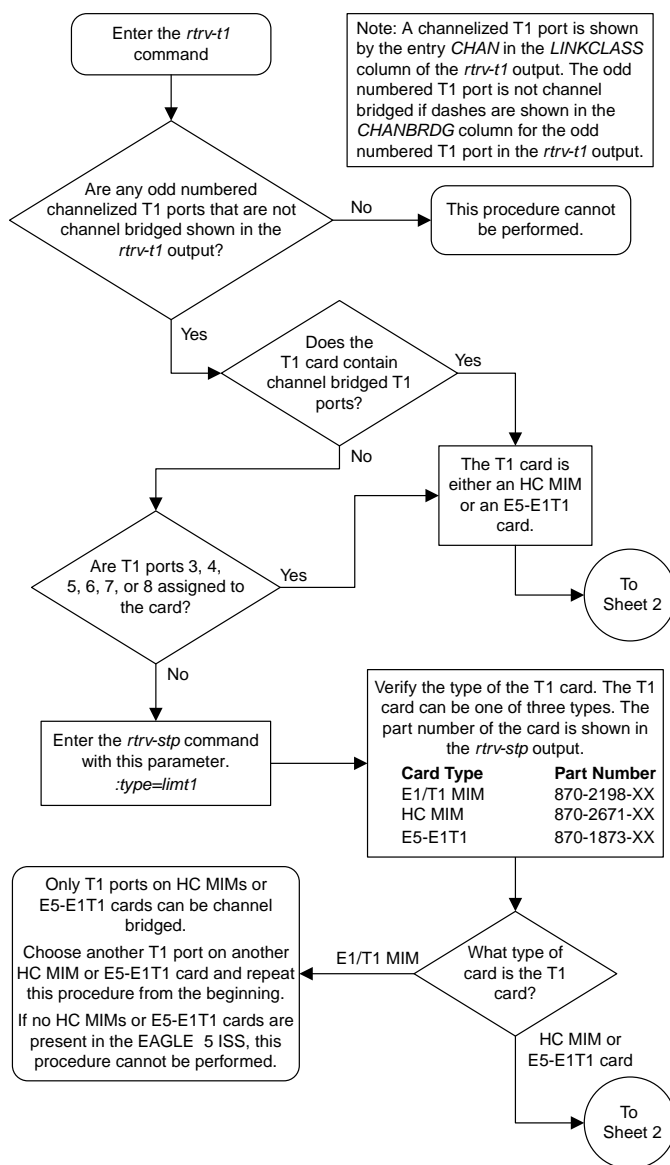 Enter the rtrv-t1
command
Note: A channelized T1 port is shown
by the entry CHAN in the LINKCLASS
column of the rtrv-t1 output. The odd
numbered T1 port is not channel
bridged if dashes are shown in the
CHANBRDG column for the odd
numbered T1 port in the rtrv-t1 output.
Are any odd numbered
channelized T1 ports that are not
channel bridged shown in the
rtrv-t1 output?
No
This procedure cannot
be performed.
Yes
Does the
T1 card contain
channel bridged T1
ports?
Yes
No
The T1 card is
either an HC MIM
or an E5-E1T1
card.
Are T1 ports 3, 4,
5, 6, 7, or 8 assigned to
the card?
Yes
To
Sheet 2
No
Enter the rtrv-stp command
with this parameter.
:type=limt1
Verify the type of the T1 card. The T1
card can be one of three types. The
part number of the card is shown in
the rtrv-stp output.
Card Type Part Number
E1/T1 MIM 870-2198-XX
HC MIM 870-2671-XX
E5-E1T1 870-1873-XX
Only T1 ports on HC MIMs or
E5-E1T1 cards can be channel
bridged.
Choose another T1 port on another
HC MIM or E5-E1T1 card and repeat
this procedure from the beginning.
If no HC MIMs or E5-E1T1 cards are
present in the EAGLE 5 ISS, this
procedure cannot be performed.
E1/T1 MIM
What type of
card is the T1
card?
HC MIM or
E5-E1T1 card
To
Sheet 2